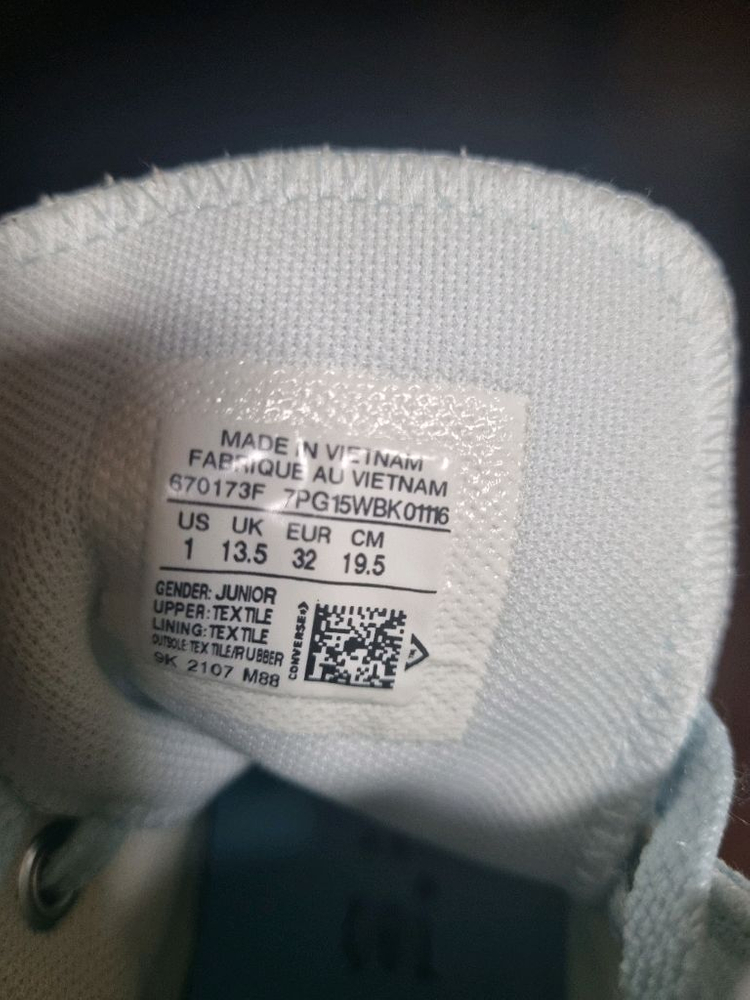 MADE IN VIETNAM
FABRIQUE AU VIETNAM
670173F 7PG15WBK01116
US UK EUR CM
1 13.5 32 19.5
GENDER: JUNIOR
UPPER: TEXTILE
LINING: TEXTILE
OUTSOLE: TEXTILE/RUBBER
9K 2107 M88
CONVERSE